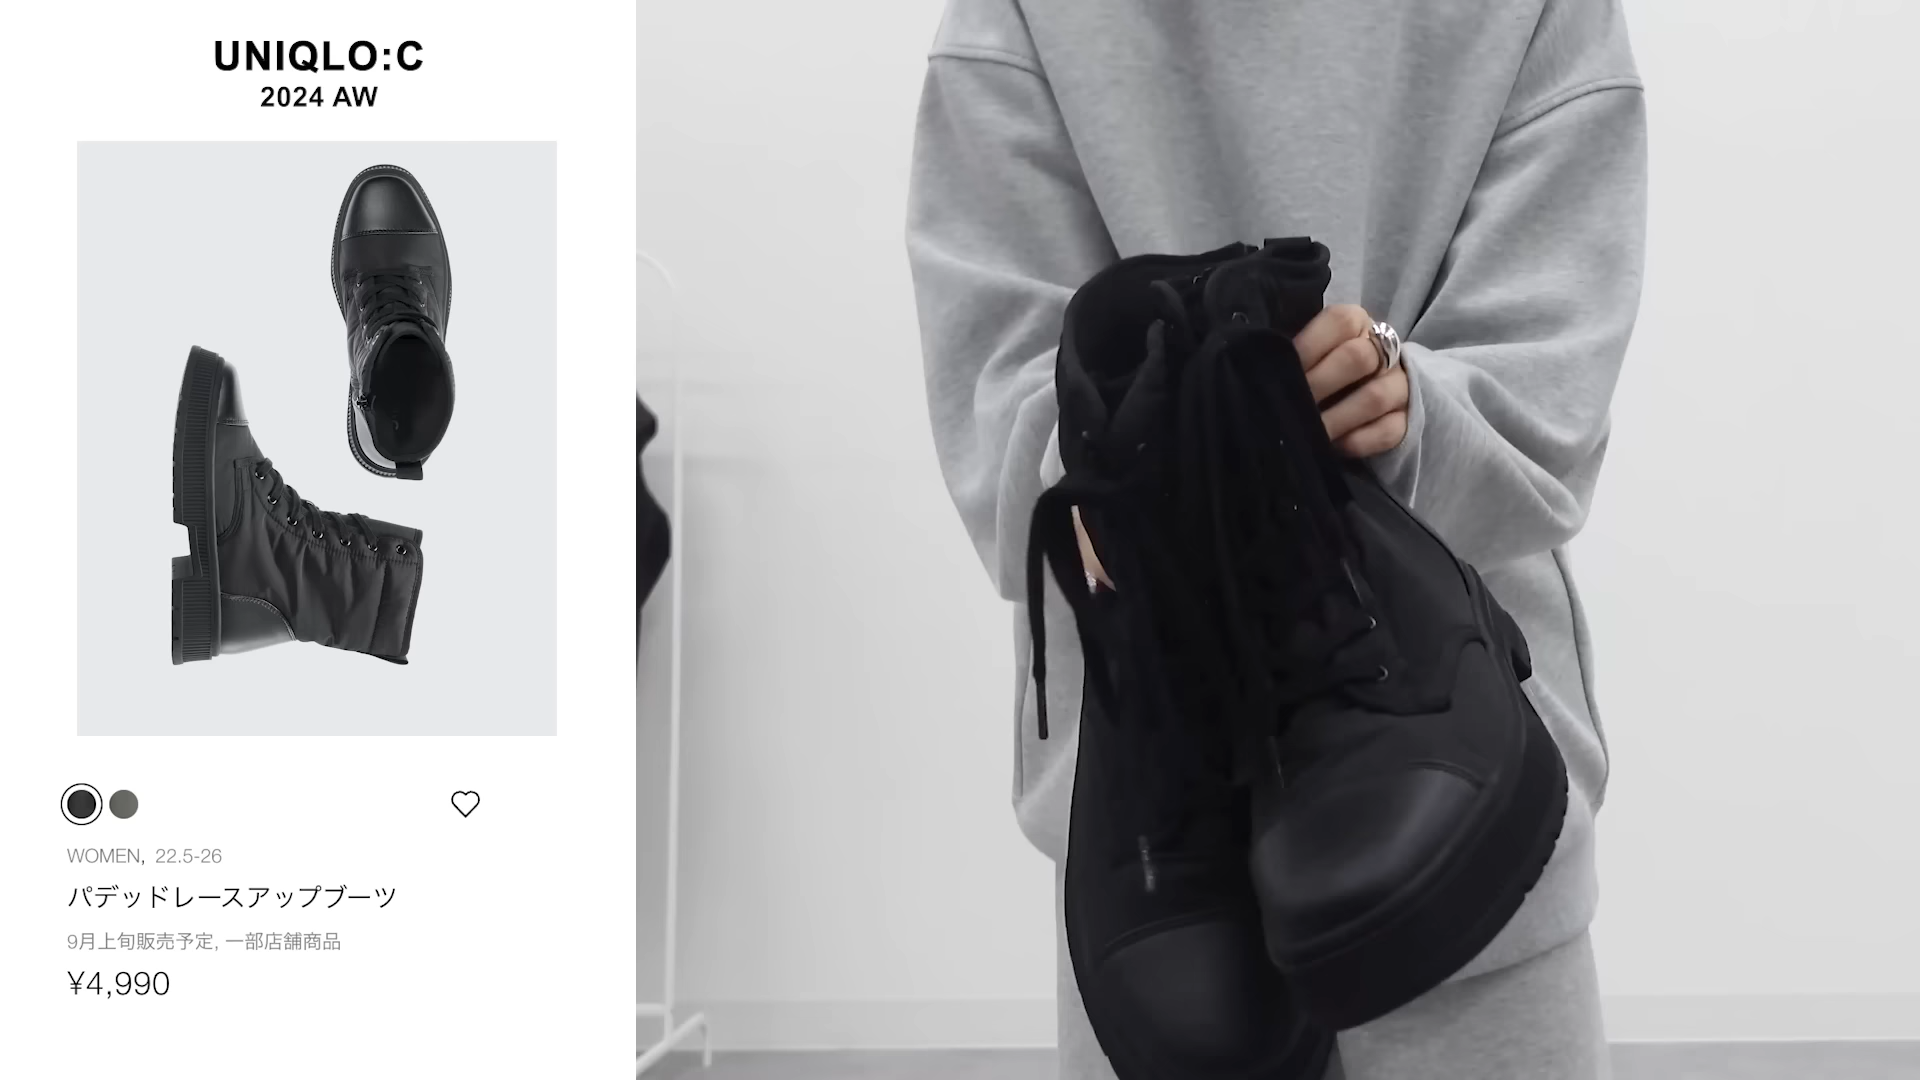 UNIQLO:C
2024 AW
WOMEN, 22.5-26
パデッドレースアップブーツ
9月上旬販売予定, 一部店舗商品
¥4,990